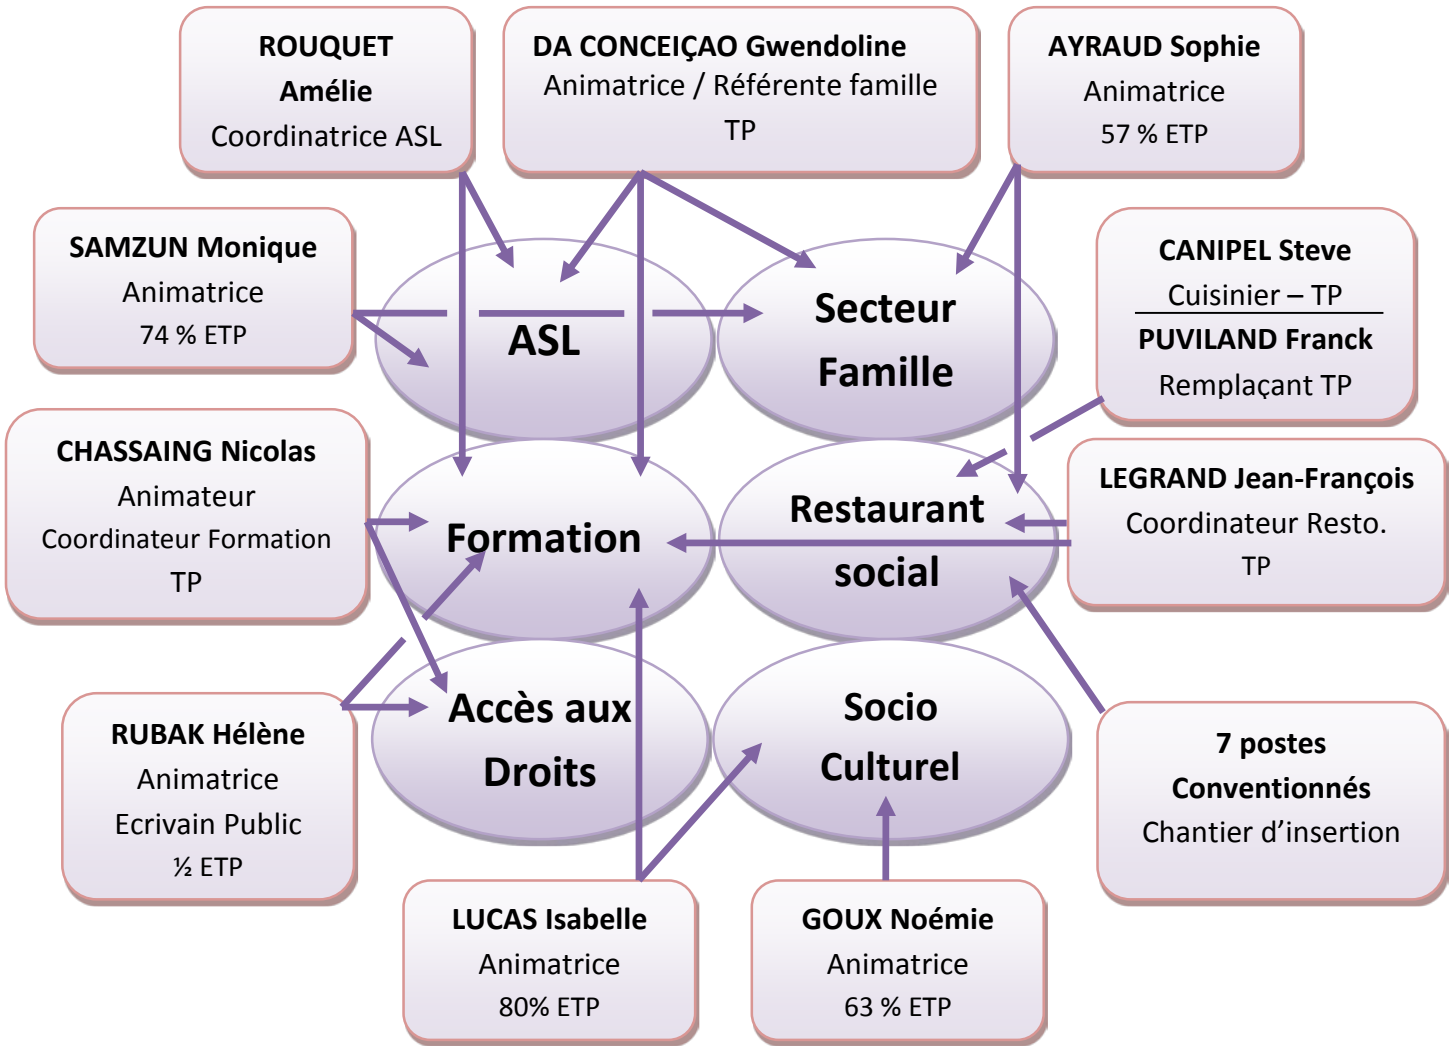 ROUQUET
Amélie
Coordinatrice ASL
DA CONCEIÇAO Gwendoline
Animatrice / Référente famille
TP
AYRAUD Sophie
Animatrice
57 % ETP
SAMZUN Monique
Animatrice
74 % ETP
ASL
Secteur
Famille
CANIPEL Steve
Cuisinier – TP
PUVILAND Franck
Remplaçant TP
CHASSAING Nicolas
Animateur
Coordinateur Formation
TP
Formation
Restaurant
social
LEGRAND Jean-François
Coordinateur Resto.
TP
RUBAK Hélène
Animatrice
Ecrivain Public
½ ETP
Accès aux
Droits
Socio
Culturel
7 postes
Conventionnés
Chantier d’insertion
LUCAS Isabelle
Animatrice
80% ETP
GOUX Noémie
Animatrice
63 % ETP